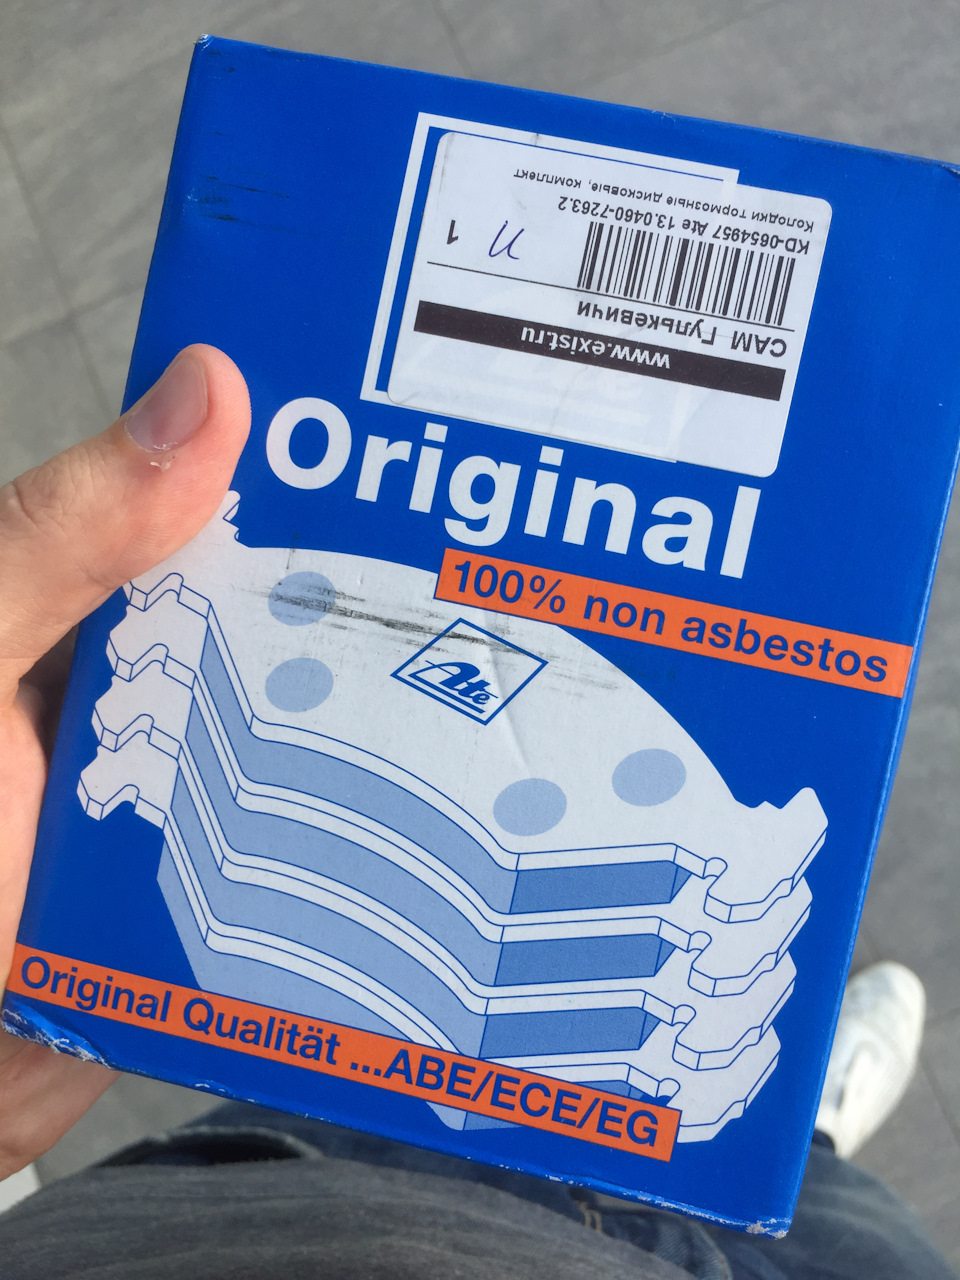 www.exist.ru
САМ Гулькевичи
KD-0654957 Ate 13.0460-7263.2
Колодки тормозные дисковые, комплект
1
Original
100% non asbestos
Ate
Original Qualität ...ABE/ECE/EG